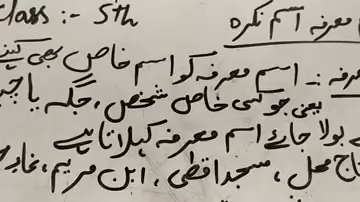 Class :- 5th
معرفہ اسم نکرہ
معرفہ :- اسم معرفہ کو اسم خاص بھی کہتے
یعنی جو کسی خاص شخص ، جگہ یا چیز
بولا جائے اسم معرفہ کہلاتا ہے
تاج محل ، مسجد اقصٰی ، ابن مریم ،